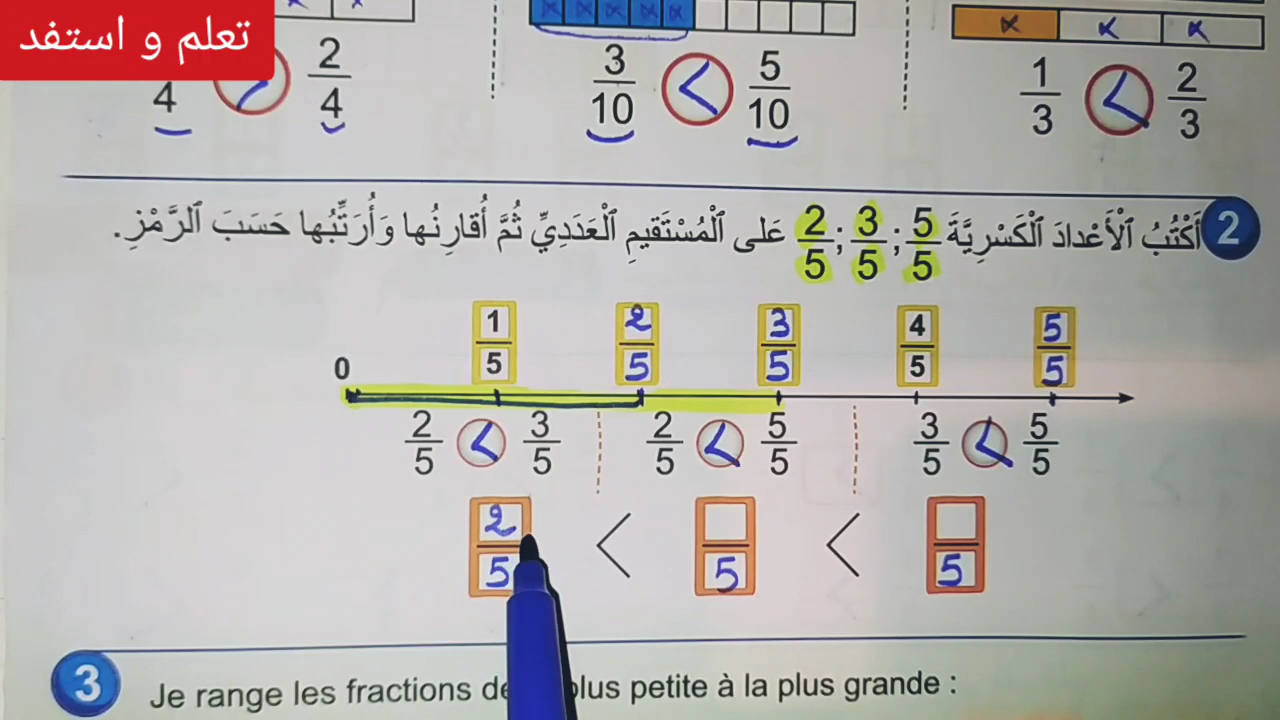 تعلم و استفد
4 2/4
3/10 < 5/10
1/3 < 2/3
2 أَكْتُبُ ٱلْأَعْدادَ ٱلْكَسْرِيَّةَ 5/5 ; 3/5 ; 2/5 عَلى ٱلْمُسْتَقيمِ ٱلْعَدَدِيِّ ثُمَّ أُقارِنُها وَأُرَتِّبُها حَسَبَ ٱلرَّمْزِ.
0 1/5 2/5 3/5 4/5 5/5
2/5 < 3/5 2/5 < 5/5 3/5 < 5/5
2/5 < /5 < /5
3 Je range les fractions de plus petite à la plus grande :